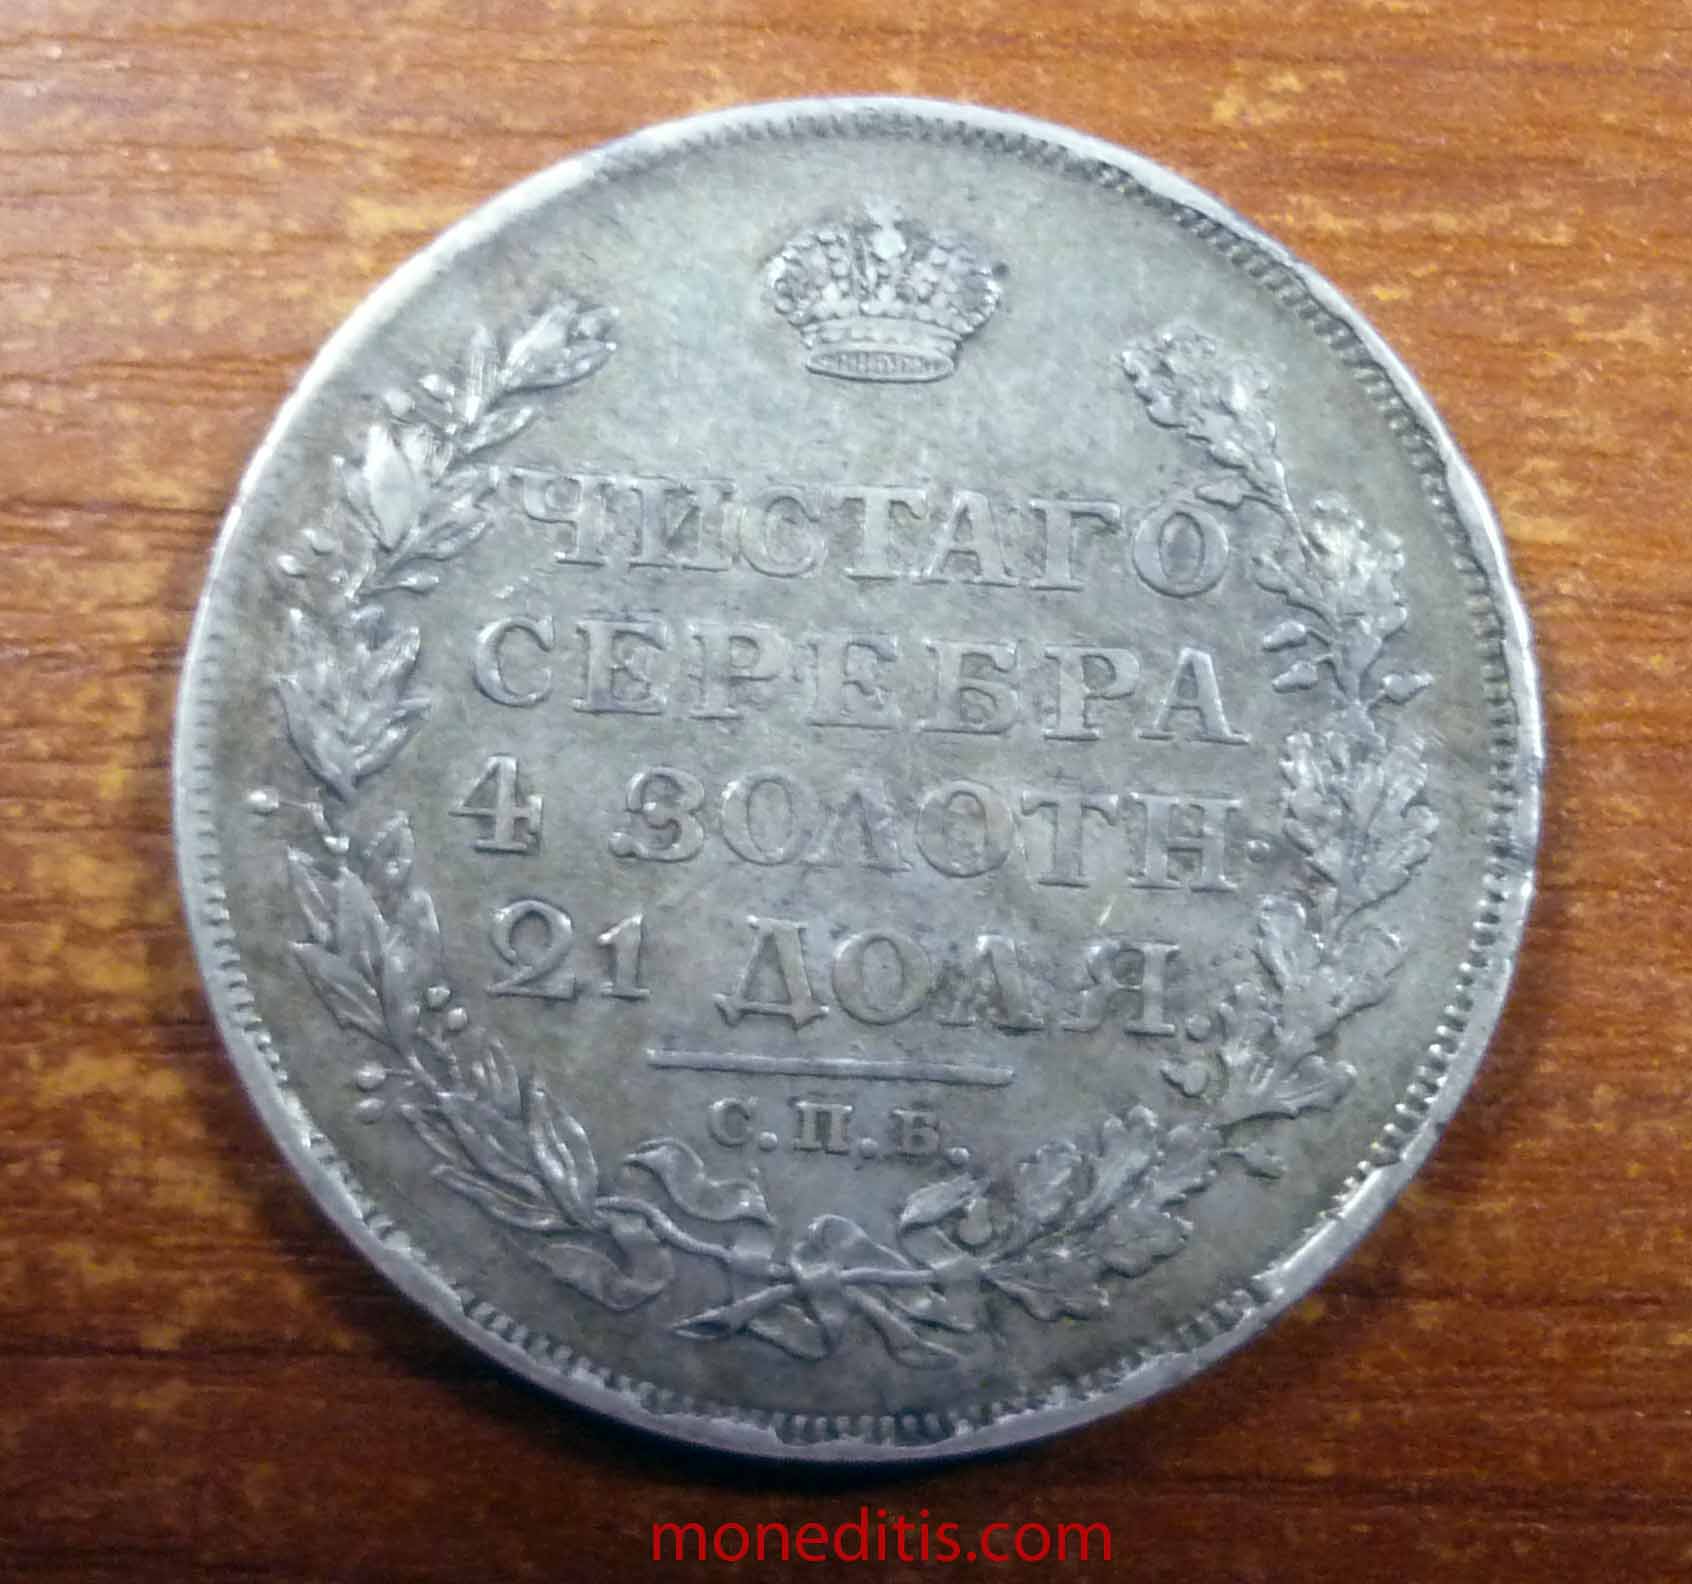 ЧИСТАГО
СЕРЕБРА
4 ЗОЛОТН.
21 ДОЛЯ.
С.П.Б.
moneditis.com